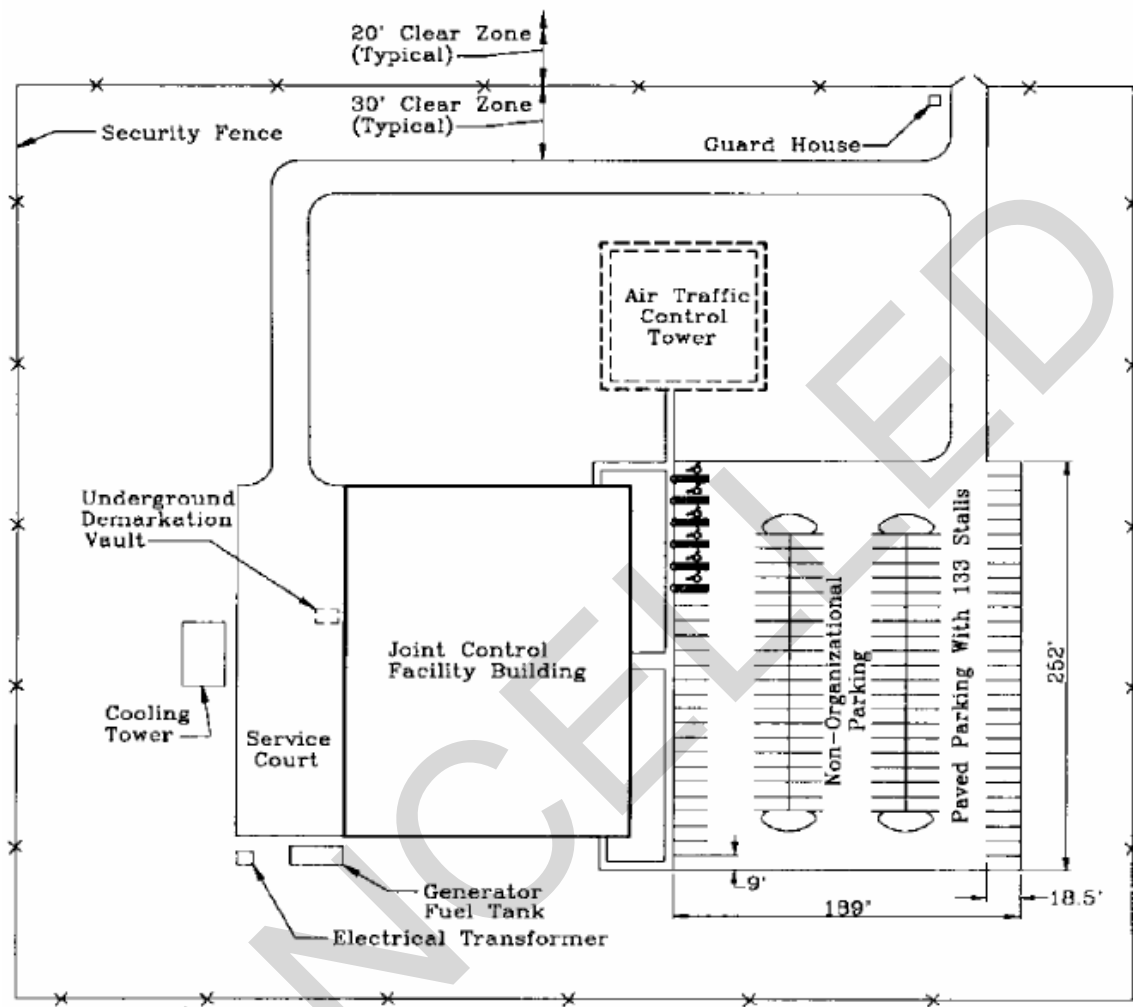 20' Clear Zone
(Typical)
30' Clear Zone
(Typical)
Security Fence
Guard House
Air Traffic
Control
Tower
Underground
Demarkation
Vault
Joint Control
Facility Building
Cooling
Tower
Service
Court
Non-Organizational
Parking
Paved Parking With 133 Stalls
252'
9'
18.5'
189'
Generator
Fuel Tank
Electrical Transformer
CANCELLED